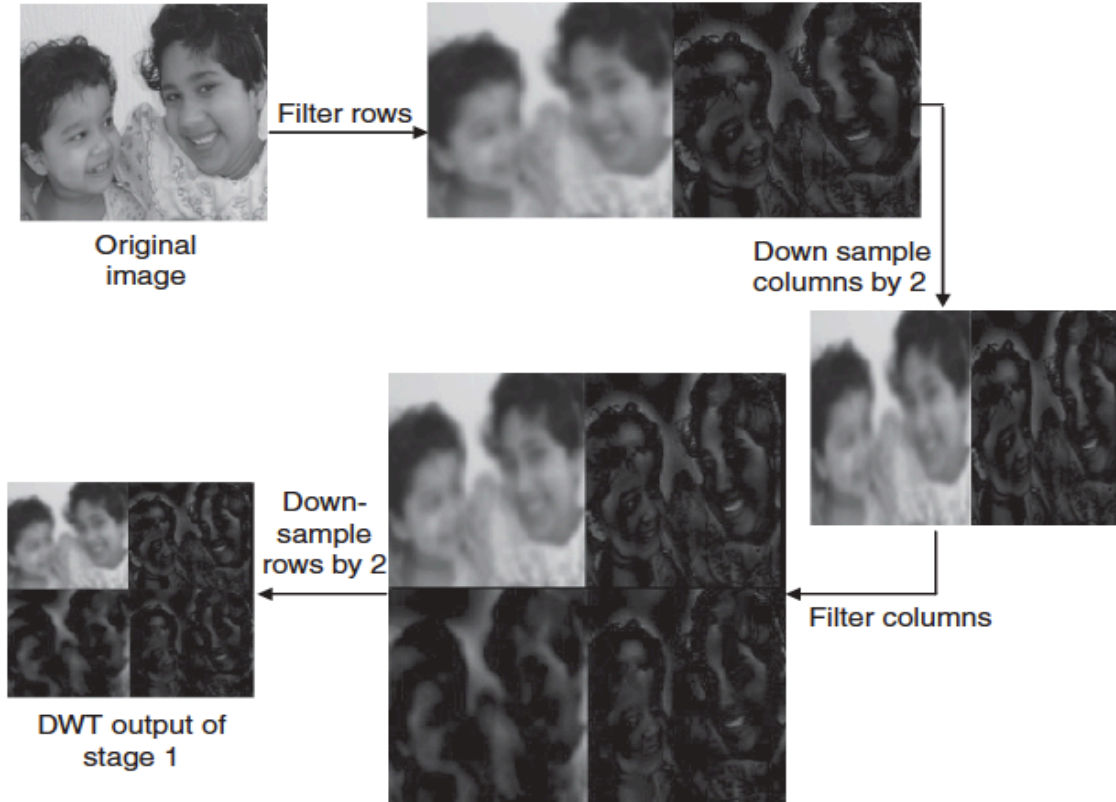 Filter rows
Original
image
Down sample
columns by 2
Filter columns
Down-
sample
rows by 2
DWT output of
stage 1